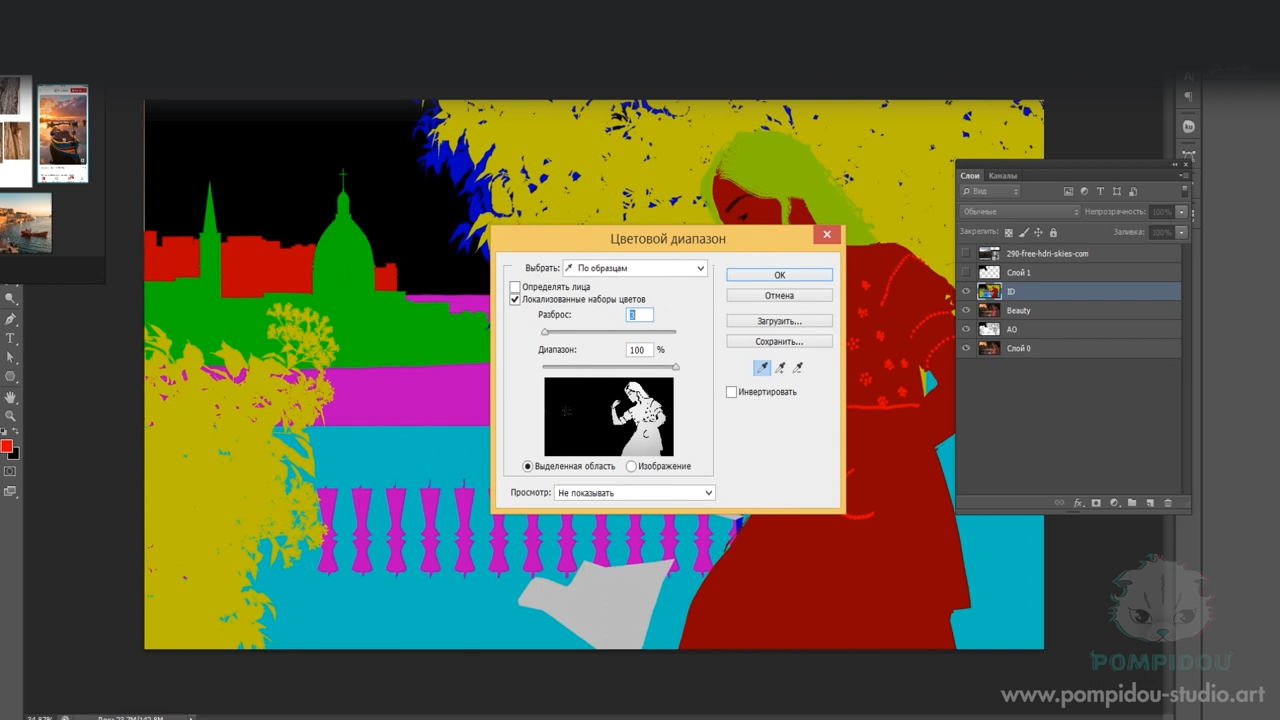 Цветовой диапазон
Выбрать: По образцам
Определять лица
Локализованные наборы цветов
Разброс: 3
Диапазон: 100 %
Выделенная область Изображение
Просмотр: Не показывать
OK
Отмена
Загрузить...
Сохранить...
Инвертировать
Слои Каналы
Вид
Обычные Непрозрачность: 100%
Закрепить: Заливка: 100%
290-free-hdri-skies-com
Слой 1
ID
Beauty
AO
Слой 0
POMPIDOU
www.pompidou-studio.art